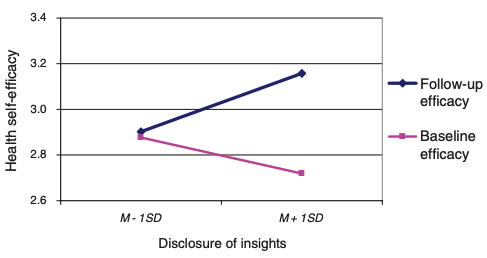 3.4
3.2
3.0
2.8
2.6
Health self-efficacy
M - 1SD
M + 1SD
Disclosure of insights
Follow-up
efficacy
Baseline
efficacy